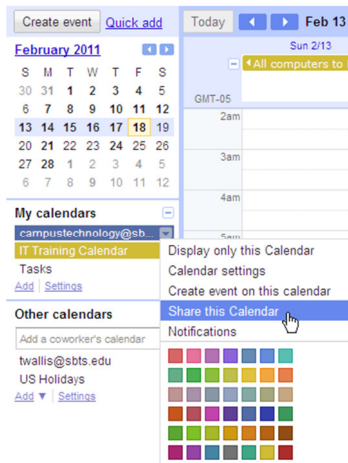 Create event Quick add Today Feb 13
February 2011
Sun 2/13
S M T W T F S
All computers to
30 31 1 2 3 4 5
6 7 8 9 10 11 12
GMT-05
13 14 15 16 17 18 19
2am
20 21 22 23 24 25 26
27 28 1 2 3 4 5
3am
6 7 8 9 10 11 12
4am
My calendars
campustechnology@sb...
5am
IT Training Calendar
Tasks
Add Settings
Display only this Calendar
Calendar settings
Create event on this calendar
Share this Calendar
Notifications
Other calendars
Add a coworker's calendar
twallis@sbts.edu
US Holidays
Add ▼ Settings